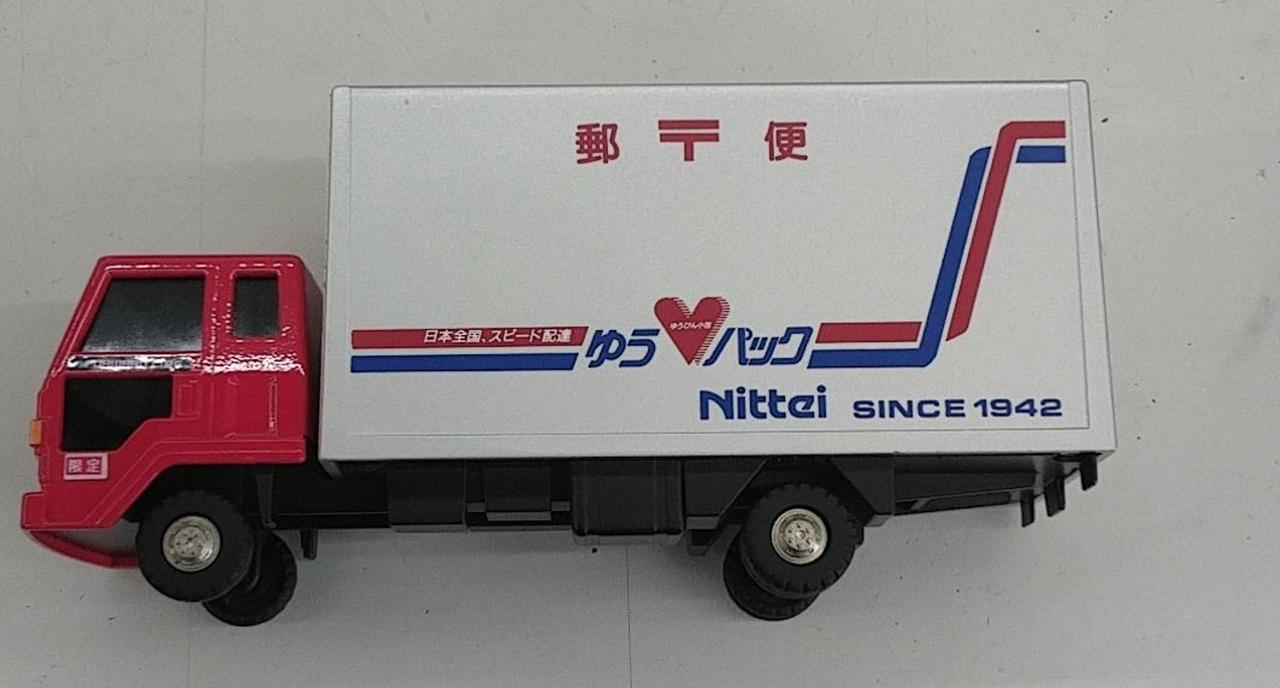 郵 〒 便
日本全国、スピード配達
ゆうパック
ゆうびん小包
Nittei SINCE 1942
限定